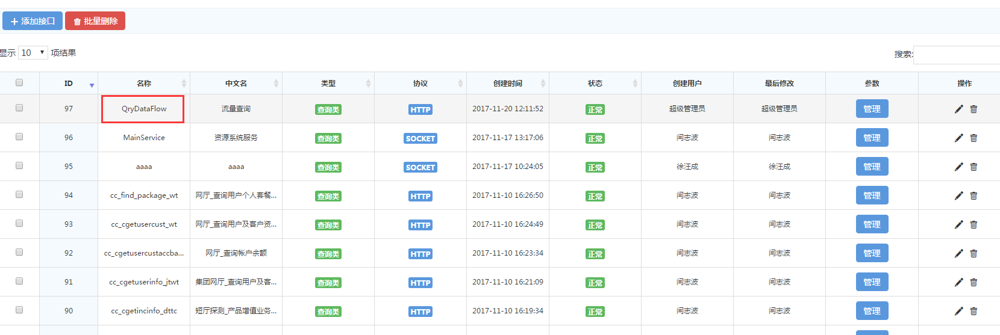 添加接口 批量删除
显示 10 项结果 搜索:
ID 名称 中文名 类型 协议 创建时间 状态 创建用户 最后修改 参数 操作
97 QryDataFlow 流量查询 查询类 HTTP 2017-11-20 12:11:52 正常 超级管理员 超级管理员 管理
96 MainService 资源系统服务 查询类 SOCKET 2017-11-17 13:17:06 正常 闫志波 闫志波 管理
95 aaaa aaaa 查询类 SOCKET 2017-11-17 10:24:05 正常 徐汪成 徐汪成 管理
94 cc_find_package_wt 网厅_查询用户个人套餐... 查询类 HTTP 2017-11-10 16:26:50 正常 闫志波 闫志波 管理
93 cc_cgetusercust_wt 网厅_查询用户及客户资... 查询类 HTTP 2017-11-10 16:24:49 正常 闫志波 闫志波 管理
92 cc_cgetusercustaccba... 网厅_查询帐户余额 查询类 HTTP 2017-11-10 16:23:34 正常 闫志波 闫志波 管理
91 cc_cgetuserinfo_jtwt 集团网厅_查询用户及客... 查询类 HTTP 2017-11-10 16:21:09 正常 闫志波 闫志波 管理
90 cc_cgetincinfo_dttc 短厅探测_产品增值业务... 查询类 HTTP 2017-11-10 16:19:34 正常 闫志波 闫志波 管理